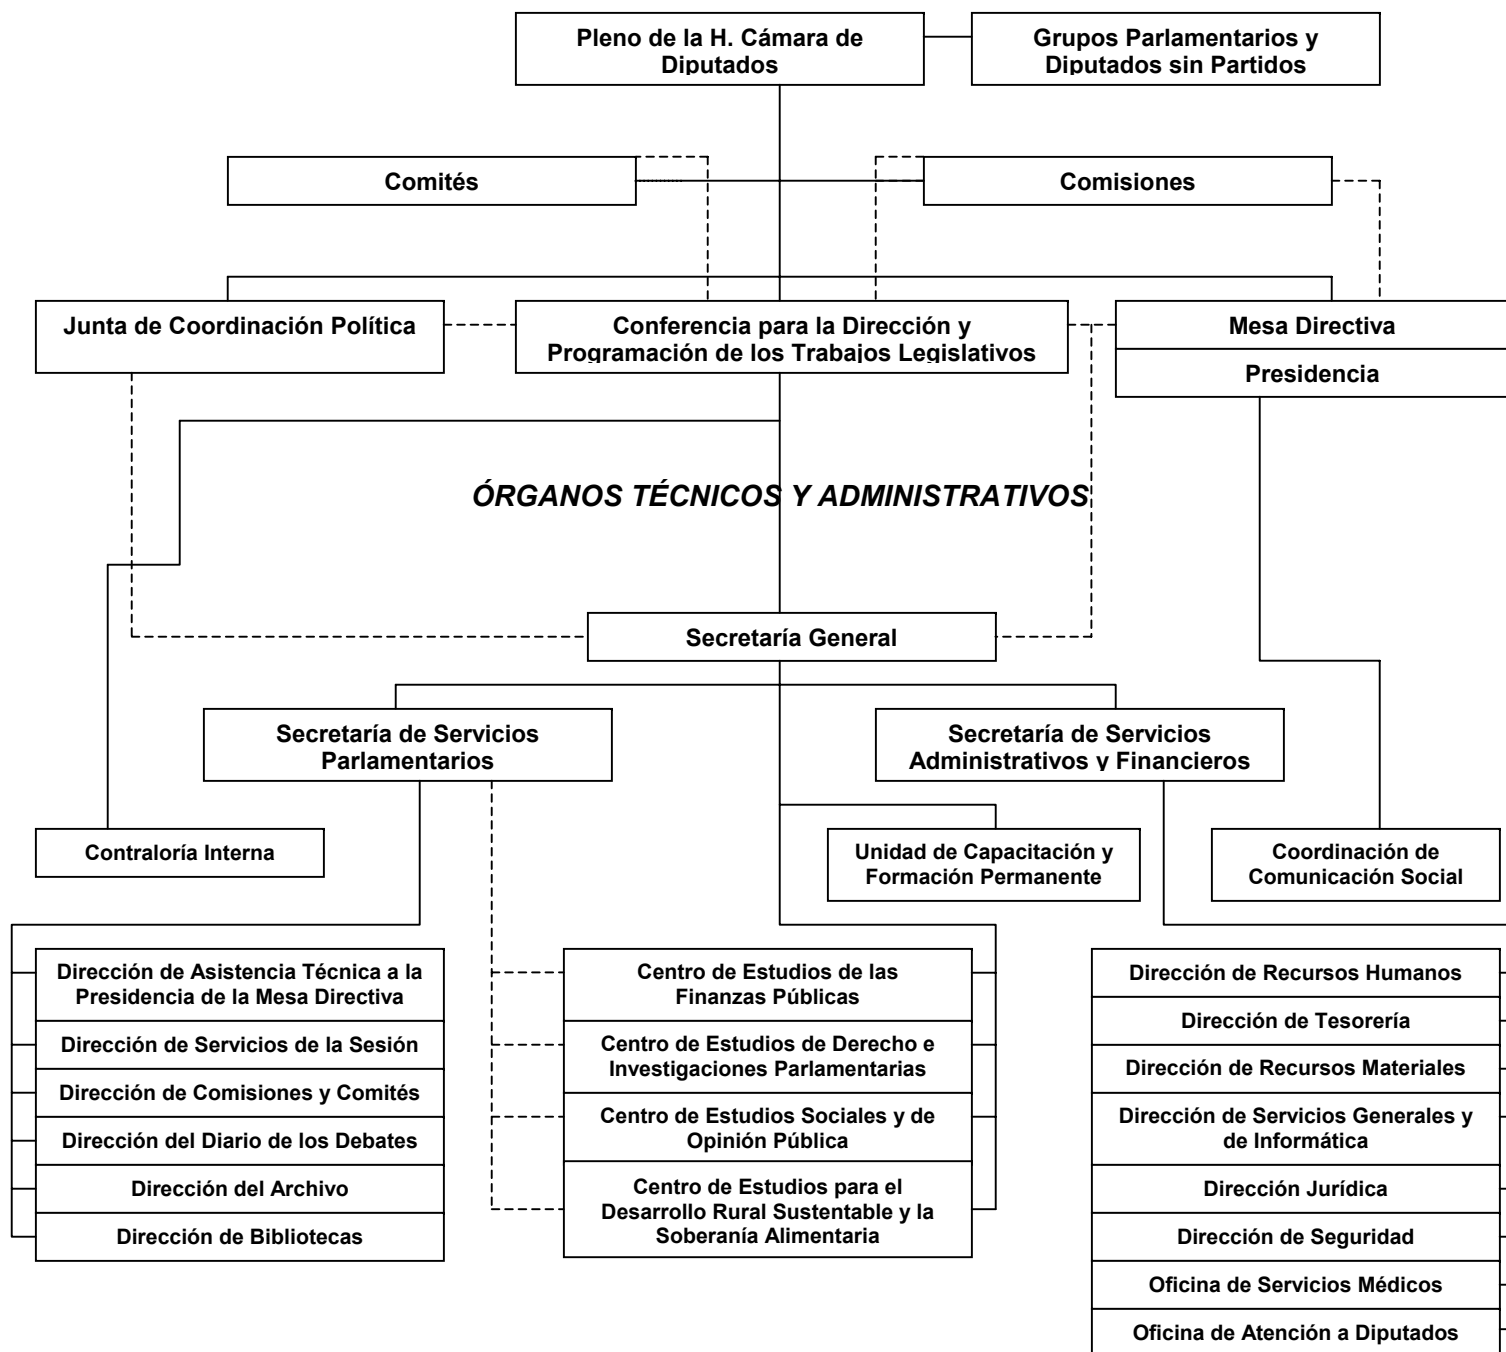 Pleno de la H. Cámara de
Diputados
Grupos Parlamentarios y
Diputados sin Partidos
Comités
Comisiones
Junta de Coordinación Política
Conferencia para la Dirección y
Programación de los Trabajos Legislativos
Mesa Directiva
Presidencia
ÓRGANOS TÉCNICOS Y ADMINISTRATIVOS
Secretaría General
Secretaría de Servicios
Parlamentarios
Secretaría de Servicios
Administrativos y Financieros
Contraloría Interna
Unidad de Capacitación y
Formación Permanente
Coordinación de
Comunicación Social
Dirección de Asistencia Técnica a la
Presidencia de la Mesa Directiva
Dirección de Servicios de la Sesión
Dirección de Comisiones y Comités
Dirección del Diario de los Debates
Dirección del Archivo
Dirección de Bibliotecas
Centro de Estudios de las
Finanzas Públicas
Centro de Estudios de Derecho e
Investigaciones Parlamentarias
Centro de Estudios Sociales y de
Opinión Pública
Centro de Estudios para el
Desarrollo Rural Sustentable y la
Soberanía Alimentaria
Dirección de Recursos Humanos
Dirección de Tesorería
Dirección de Recursos Materiales
Dirección de Servicios Generales y
de Informática
Dirección Jurídica
Dirección de Seguridad
Oficina de Servicios Médicos
Oficina de Atención a Diputados